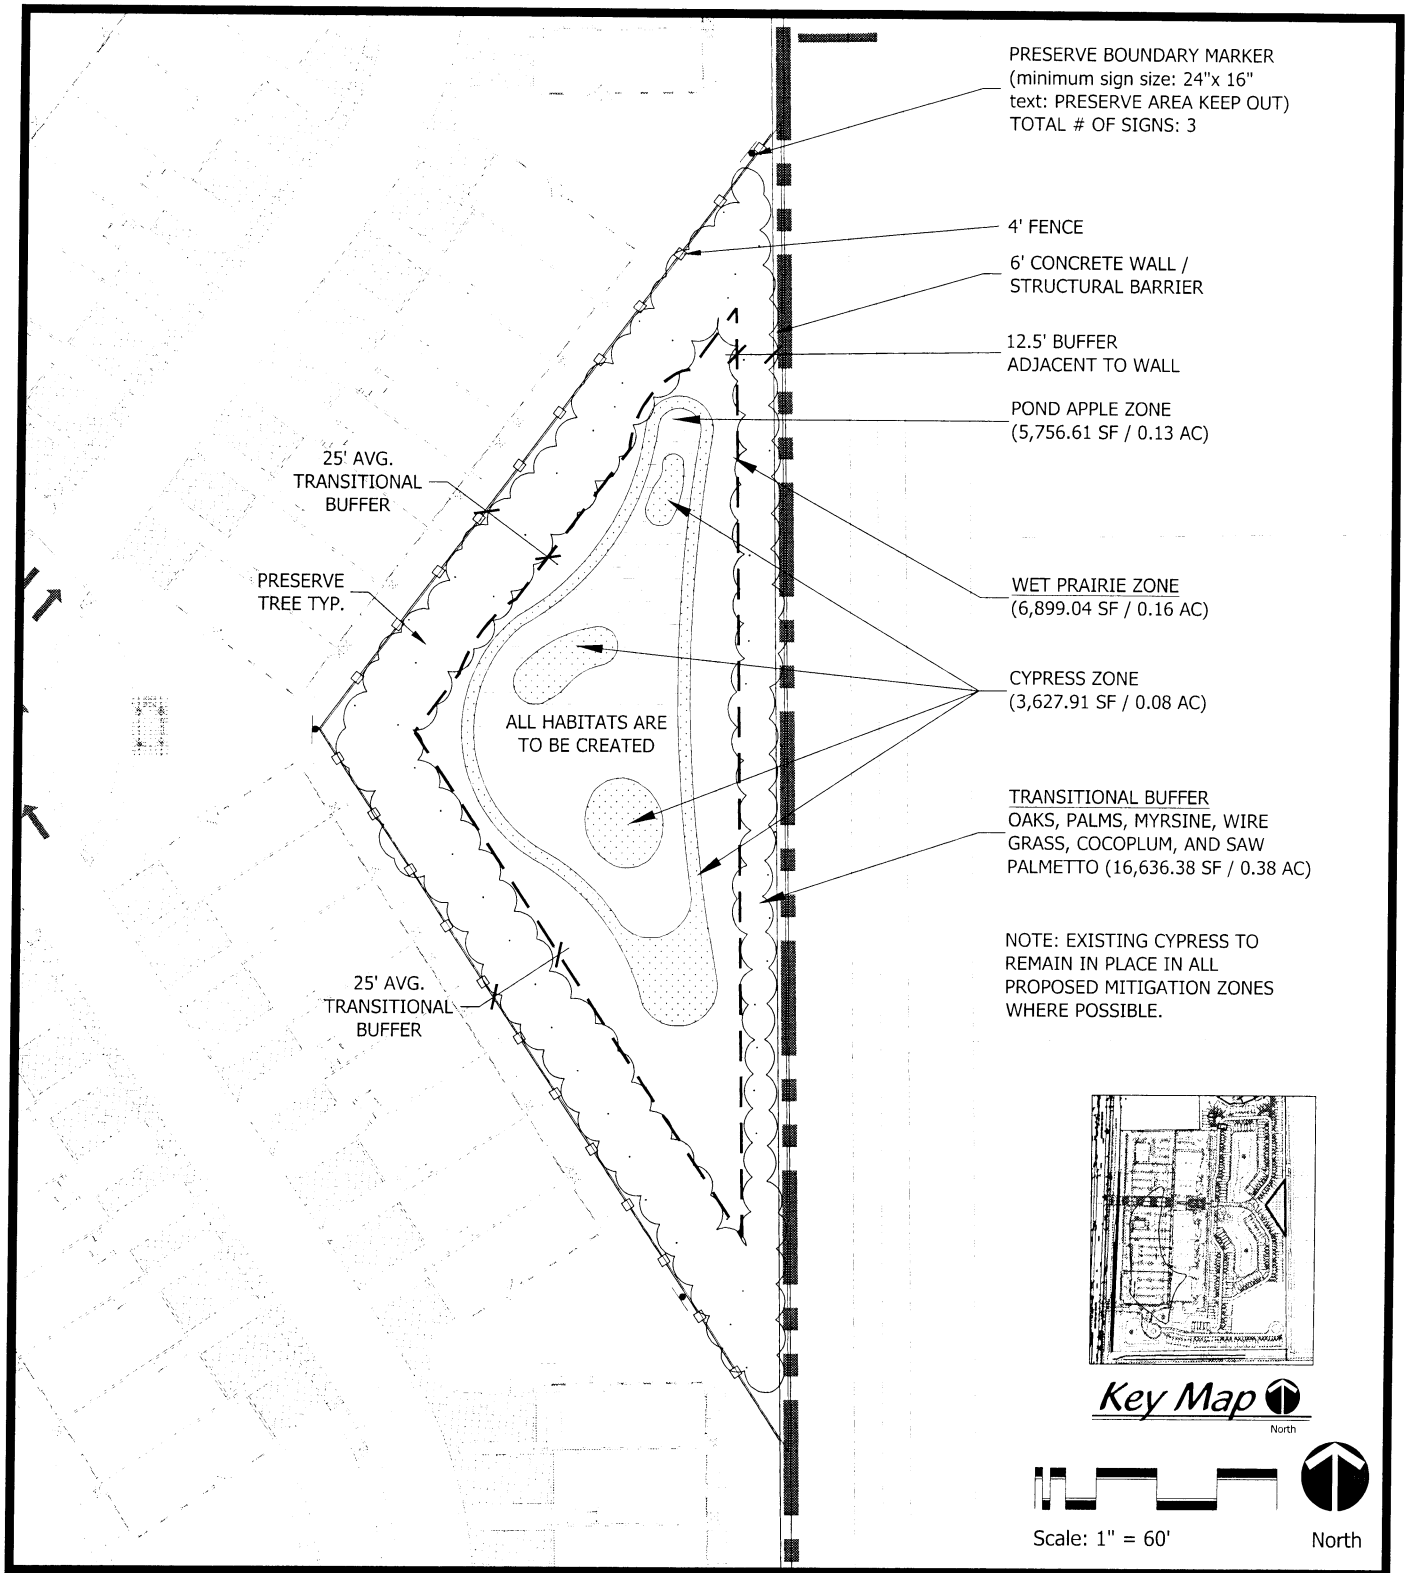 PRESERVE BOUNDARY MARKER
(minimum sign size: 24"x 16"
text: PRESERVE AREA KEEP OUT)
TOTAL # OF SIGNS: 3
4' FENCE
6' CONCRETE WALL /
STRUCTURAL BARRIER
12.5' BUFFER
ADJACENT TO WALL
POND APPLE ZONE
(5,756.61 SF / 0.13 AC)
25' AVG.
TRANSITIONAL
BUFFER
PRESERVE
TREE TYP.
WET PRAIRIE ZONE
(6,899.04 SF / 0.16 AC)
CYPRESS ZONE
(3,627.91 SF / 0.08 AC)
ALL HABITATS ARE
TO BE CREATED
TRANSITIONAL BUFFER
OAKS, PALMS, MYRSINE, WIRE
GRASS, COCOPLUM, AND SAW
PALMETTO (16,636.38 SF / 0.38 AC)
NOTE: EXISTING CYPRESS TO
REMAIN IN PLACE IN ALL
PROPOSED MITIGATION ZONES
WHERE POSSIBLE.
25' AVG.
TRANSITIONAL
BUFFER
Key Map
North
Scale: 1" = 60'
North